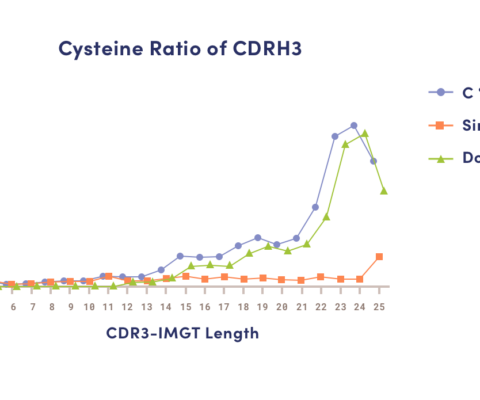 Cysteine Ratio of CDRH3
C
6 7 8 9 10 11 12 13 14 15 16 17 18 19 20 21 22 23 24 25
CDR3-IMGT Length